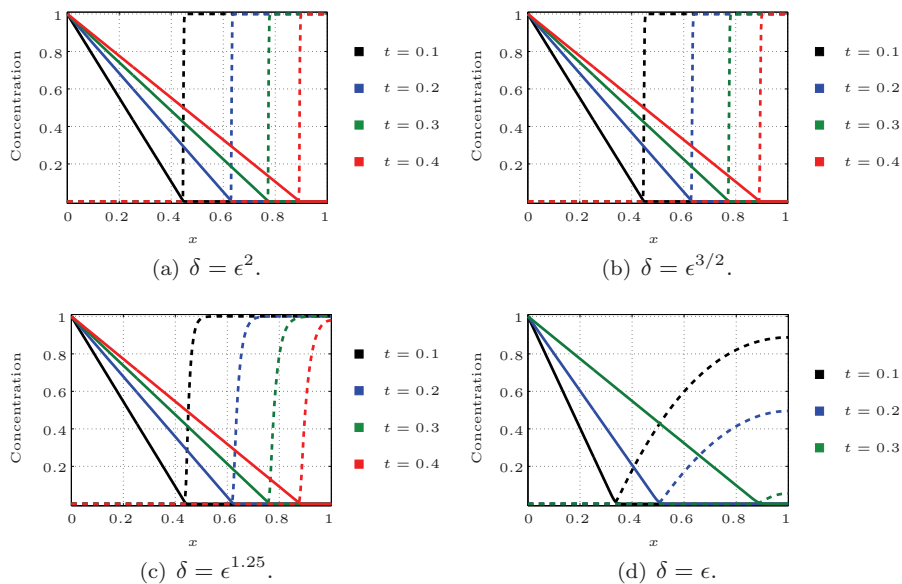 Concentration
1
0.8
0.6
0.4
0.2
0 0.2 0.4 0.6 0.8 1
x
t = 0.1
t = 0.2
t = 0.3
t = 0.4
(a) δ = ϵ².
Concentration
1
0.8
0.6
0.4
0.2
0 0.2 0.4 0.6 0.8 1
x
t = 0.1
t = 0.2
t = 0.3
t = 0.4
(b) δ = ϵ^{3/2}.
Concentration
1
0.8
0.6
0.4
0.2
0 0.2 0.4 0.6 0.8 1
x
t = 0.1
t = 0.2
t = 0.3
t = 0.4
(c) δ = ϵ^{1.25}.
Concentration
1
0.8
0.6
0.4
0.2
0 0.2 0.4 0.6 0.8 1
x
t = 0.1
t = 0.2
t = 0.3
(d) δ = ϵ.